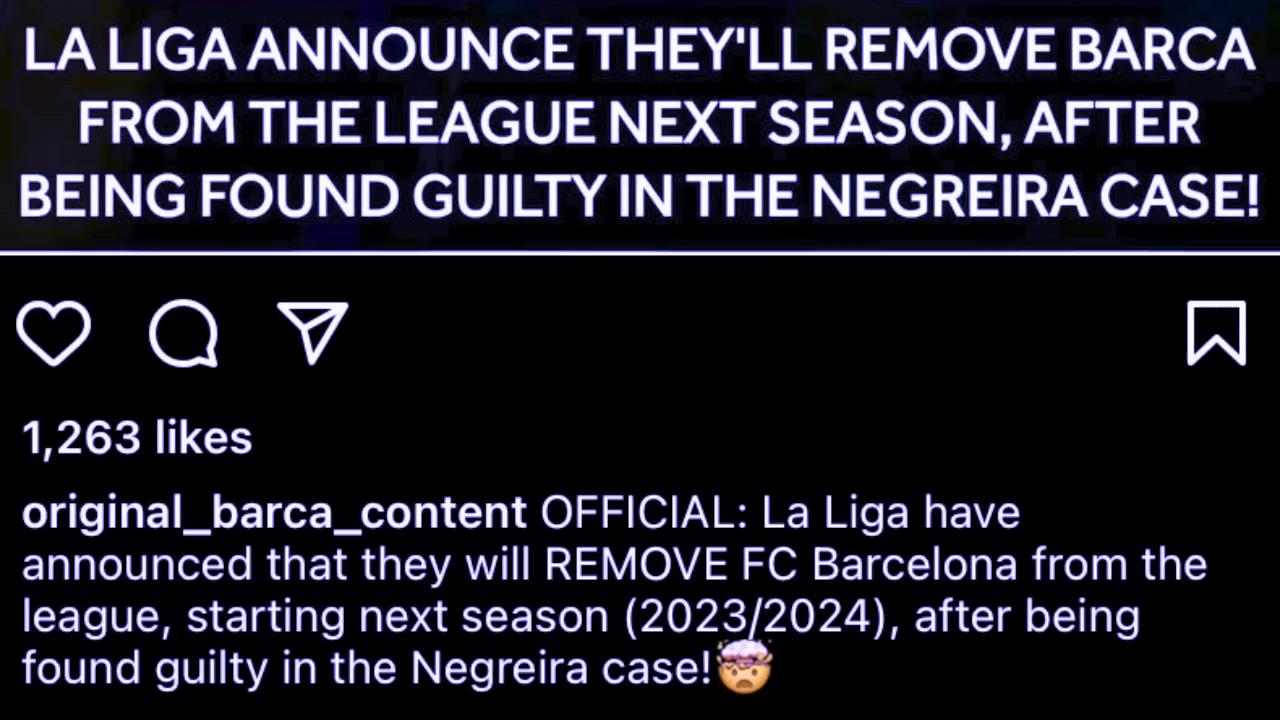 LA LIGA ANNOUNCE THEY'LL REMOVE BARCA
FROM THE LEAGUE NEXT SEASON, AFTER
BEING FOUND GUILTY IN THE NEGREIRA CASE!
1,263 likes
original_barca_content OFFICIAL: La Liga have
announced that they will REMOVE FC Barcelona from the
league, starting next season (2023/2024), after being
found guilty in the Negreira case!🤯